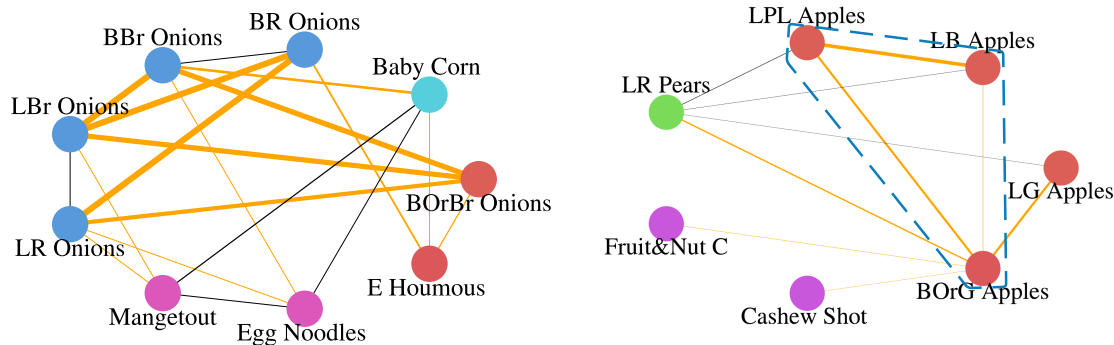 BR Onions
BBr Onions
Baby Corn
LBr Onions
BOrBr Onions
LR Onions
E Houmous
Mangetout
Egg Noodles
LPL Apples
LB Apples
LR Pears
LG Apples
Fruit&Nut C
BOrG Apples
Cashew Shot